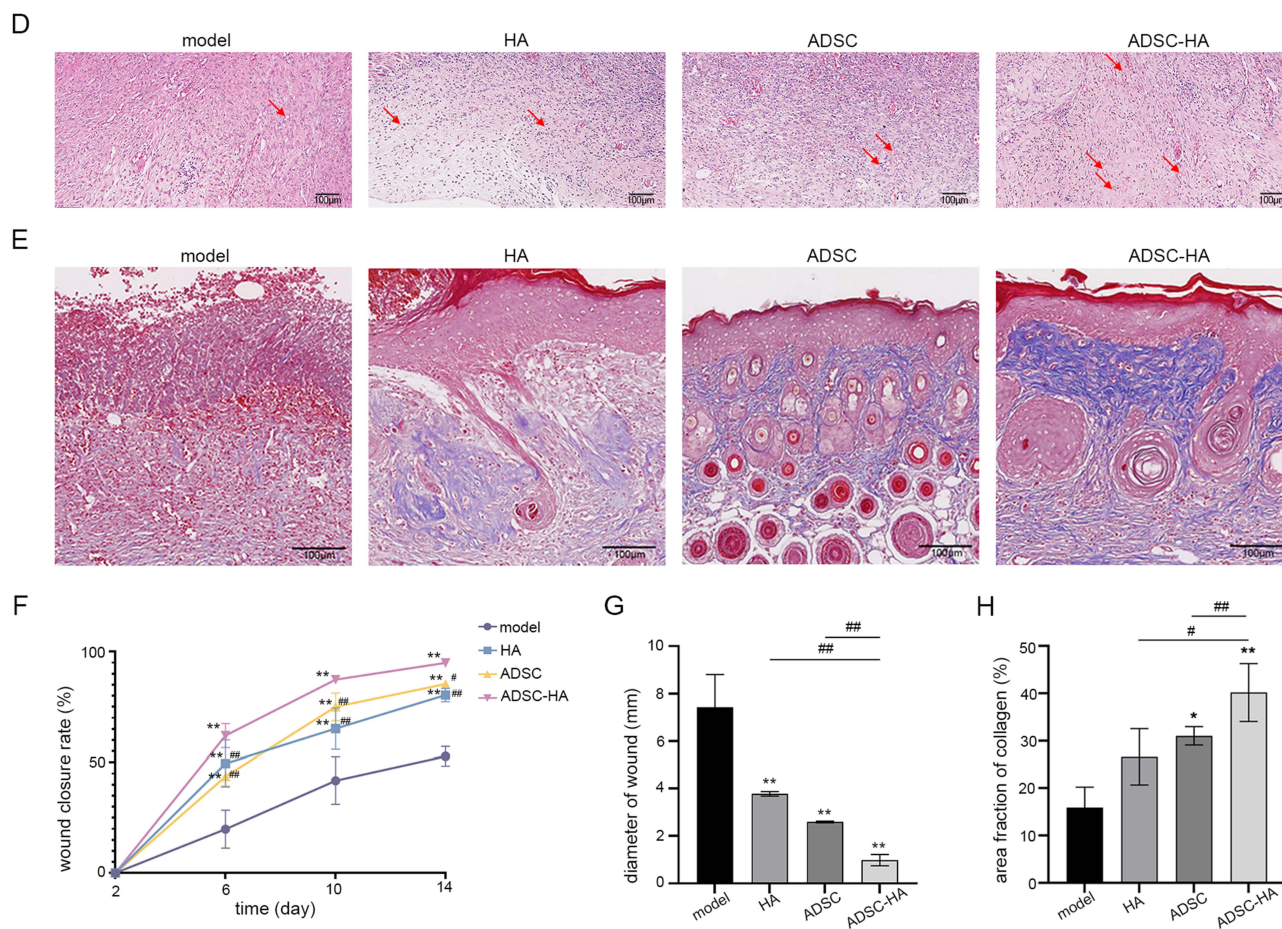 D
model
HA
ADSC
ADSC-HA
100μm
100μm
100μm
100μm
E
model
HA
ADSC
ADSC-HA
100μm
100μm
100μm
100μm
F
model
HA
ADSC
ADSC-HA
wound closure rate (%)
100
50
0
2
6
10
14
time (day)
**
**
##
**
##
**
**
##
**
##
**
**
#
**
##
G
##
##
diameter of wound (mm)
10
8
6
4
2
0
**
**
**
model
HA
ADSC
ADSC-HA
H
##
#
area fraction of collagen (%)
50
40
30
20
10
0
*
**
model
HA
ADSC
ADSC-HA